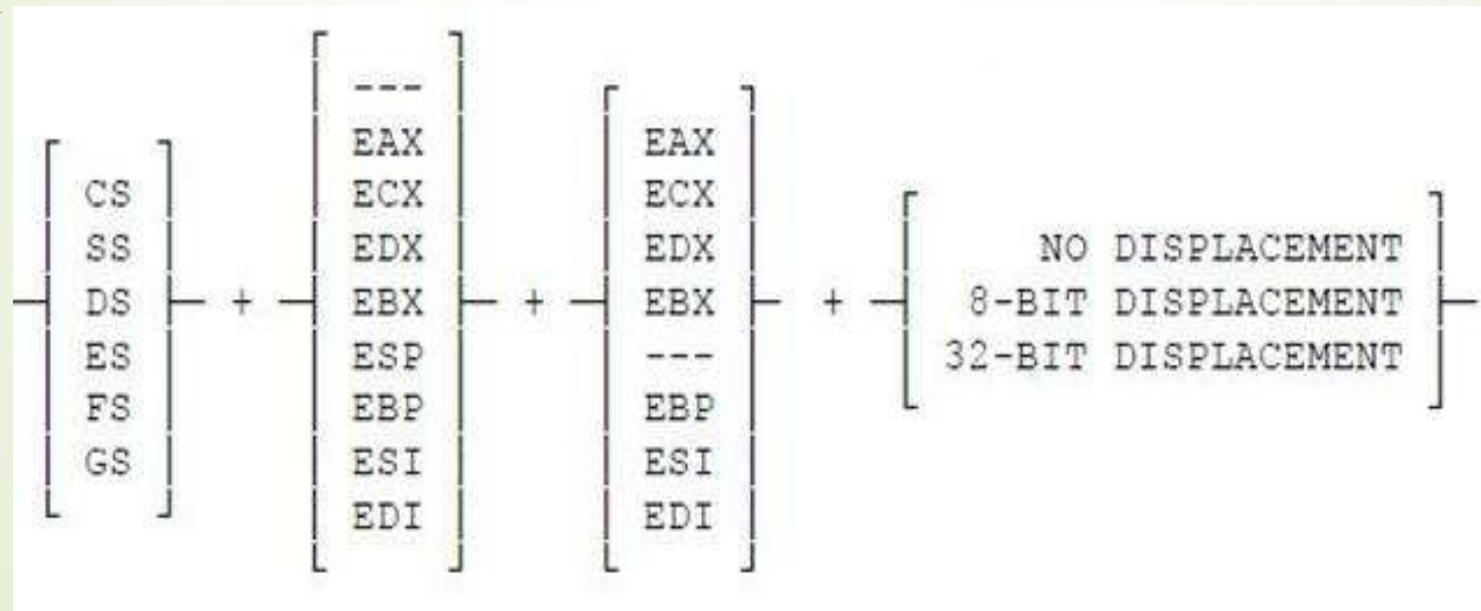 CS
SS
DS
ES
FS
GS
+
---
EAX
ECX
EDX
EBX
ESP
EBP
ESI
EDI
+
EAX
ECX
EDX
EBX
---
EBP
ESI
EDI
+
NO DISPLACEMENT
8-BIT DISPLACEMENT
32-BIT DISPLACEMENT